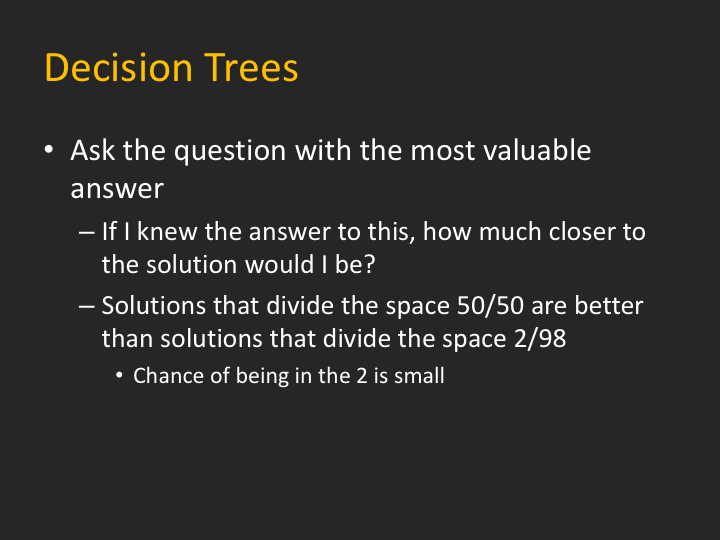 Decision Trees
• Ask the question with the most valuable
answer
– If I knew the answer to this, how much closer to
the solution would I be?
– Solutions that divide the space 50/50 are better
than solutions that divide the space 2/98
• Chance of being in the 2 is small